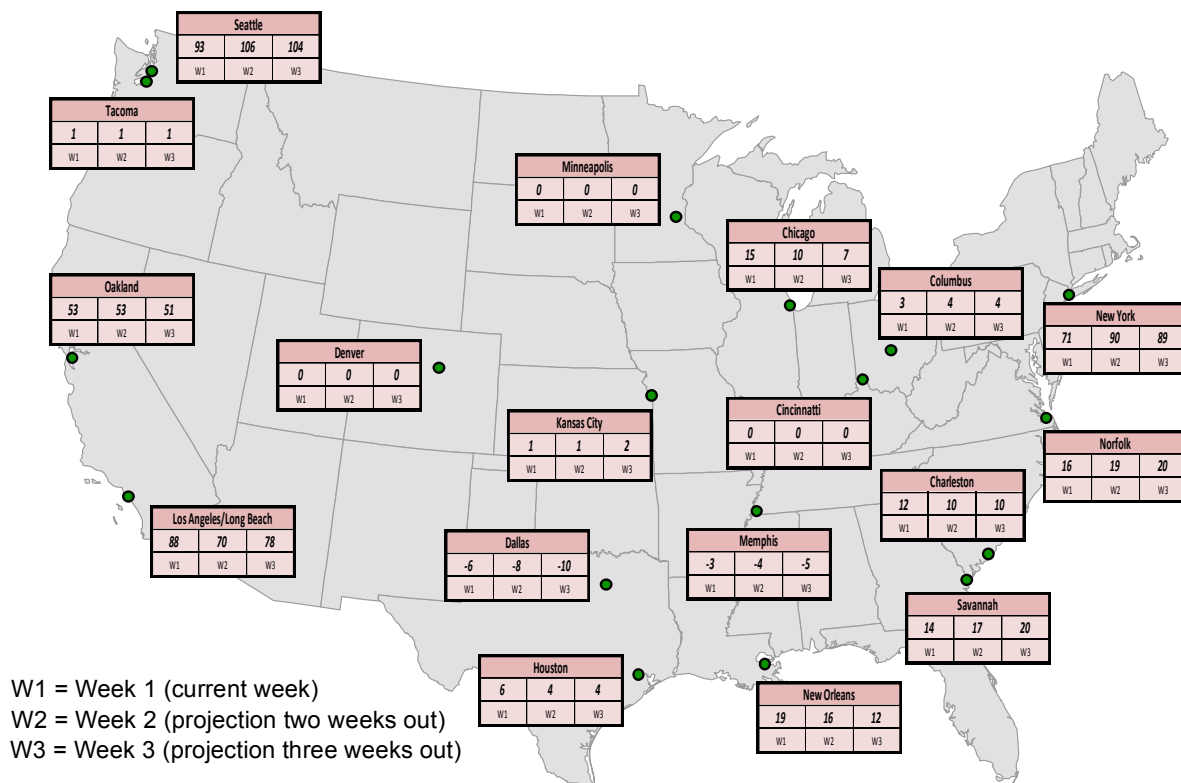 Seattle
93 106 104
W1 W2 W3
Tacoma
1 1 1
W1 W2 W3
Minneapolis
0 0 0
W1 W2 W3
Chicago
15 10 7
W1 W2 W3
Columbus
3 4 4
W1 W2 W3
Oakland
53 53 51
W1 W2 W3
New York
71 90 89
W1 W2 W3
Denver
0 0 0
W1 W2 W3
Cincinnatti
0 0 0
W1 W2 W3
Kansas City
1 1 2
W1 W2 W3
Norfolk
16 19 20
W1 W2 W3
Charleston
12 10 10
W1 W2 W3
Los Angeles/Long Beach
88 70 78
W1 W2 W3
Dallas
-6 -8 -10
W1 W2 W3
Memphis
-3 -4 -5
W1 W2 W3
Savannah
14 17 20
W1 W2 W3
Houston
6 4 4
W1 W2 W3
New Orleans
19 16 12
W1 W2 W3
W1 = Week 1 (current week)
W2 = Week 2 (projection two weeks out)
W3 = Week 3 (projection three weeks out)